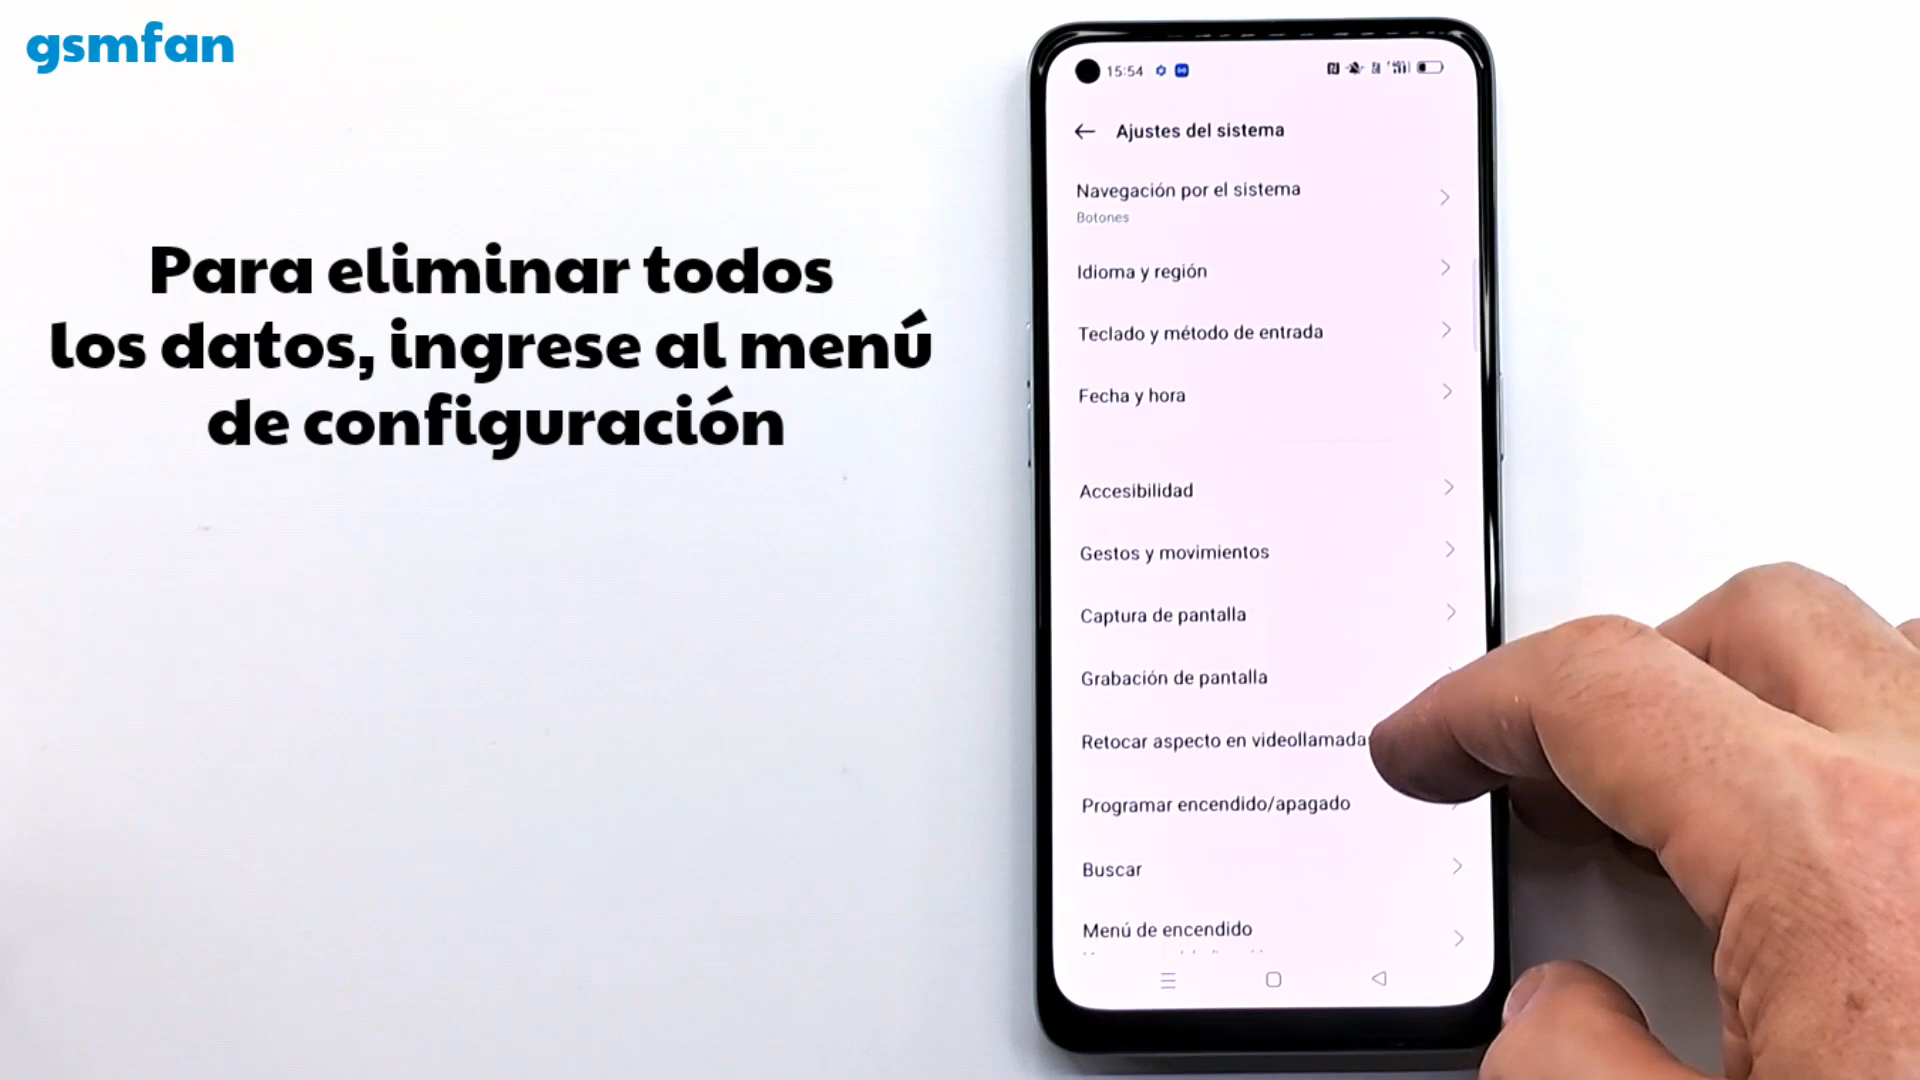 gsmfan
Para eliminar todos
los datos, ingrese al menú
de configuración
15:54
Ajustes del sistema
Navegación por el sistema
Botones
Idioma y región
Teclado y método de entrada
Fecha y hora
Accesibilidad
Gestos y movimientos
Captura de pantalla
Grabación de pantalla
Retocar aspecto en videollamada
Programar encendido/apagado
Buscar
Menú de encendido